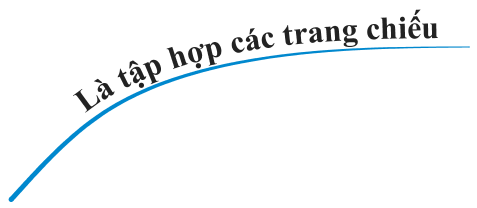 Là tập hợp các trang chiếu